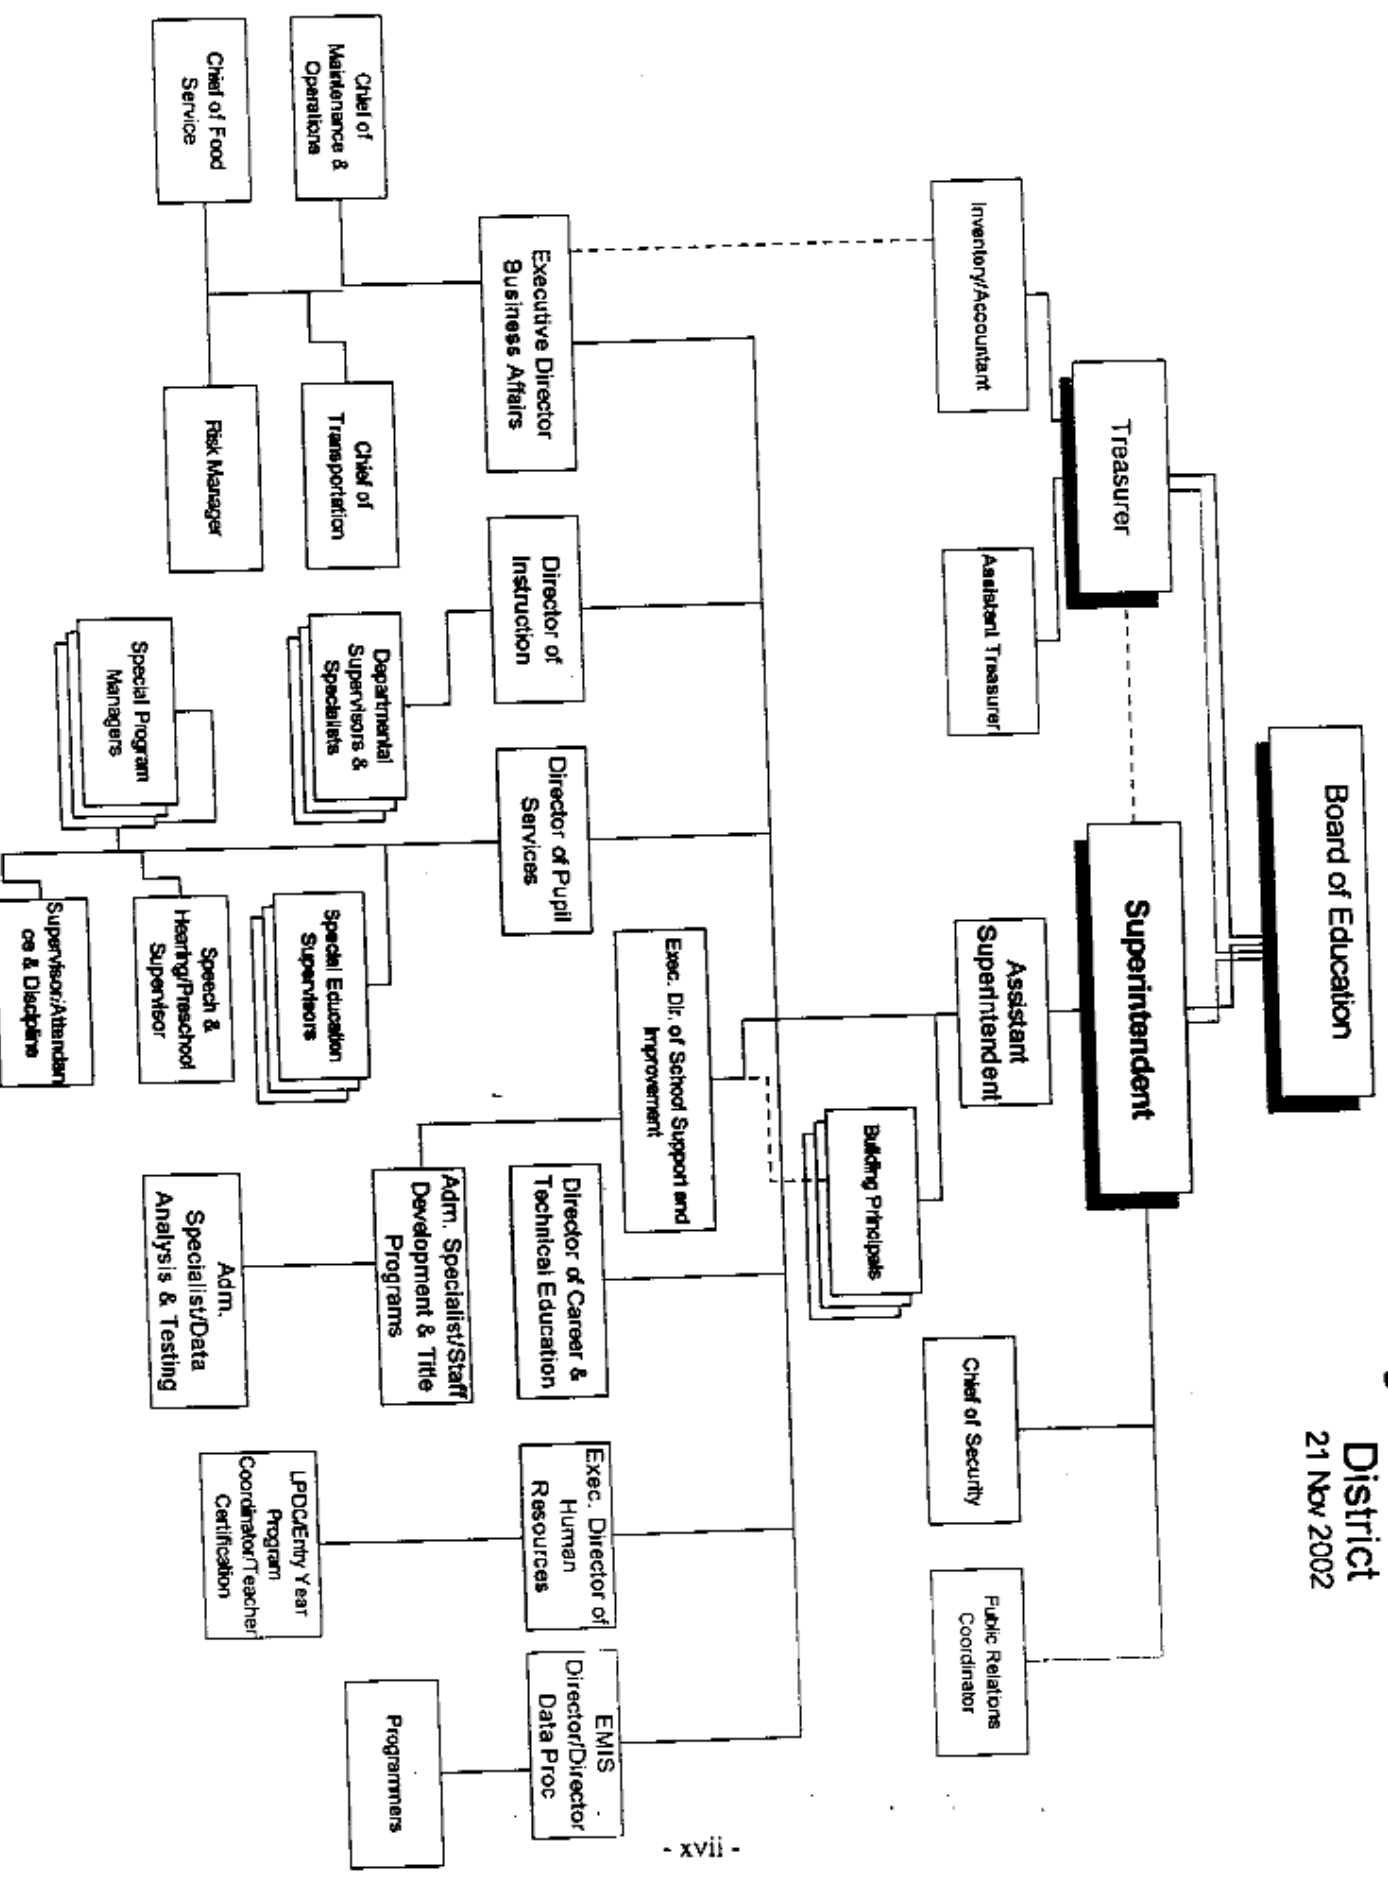 District
21 Nov 2002
Board of Education
Treasurer
Superintendent
Inventory/Accountant
Assistant Treasurer
Assistant
Superintendent
Chief of Security
Public Relations
Coordinator
Building Principals
Exec. Dir. of School Support and
Improvement
Executive Director
Business Affairs
Director of
Instruction
Director of Pupil
Services
Director of Career &
Technical Education
Exec. Director of
Human
Resources
EMIS
Director/Director
Data Proc
Chief of
Maintenance &
Operations
Chief of
Transportation
Departmental
Supervisors &
Specialists
Special Education
Supervisors
Adm. Specialist/Staff
Development & Title
Programs
LPDC/Entry Year
Program
Coordinator/Teacher
Certification
Programmers
Chief of Food
Service
Risk Manager
Special Program
Managers
Speech &
Hearing/Preschool
Supervisor
Adm.
Specialist/Data
Analysis & Testing
Supervisor/Attendan
ce & Discipline
- xvii -